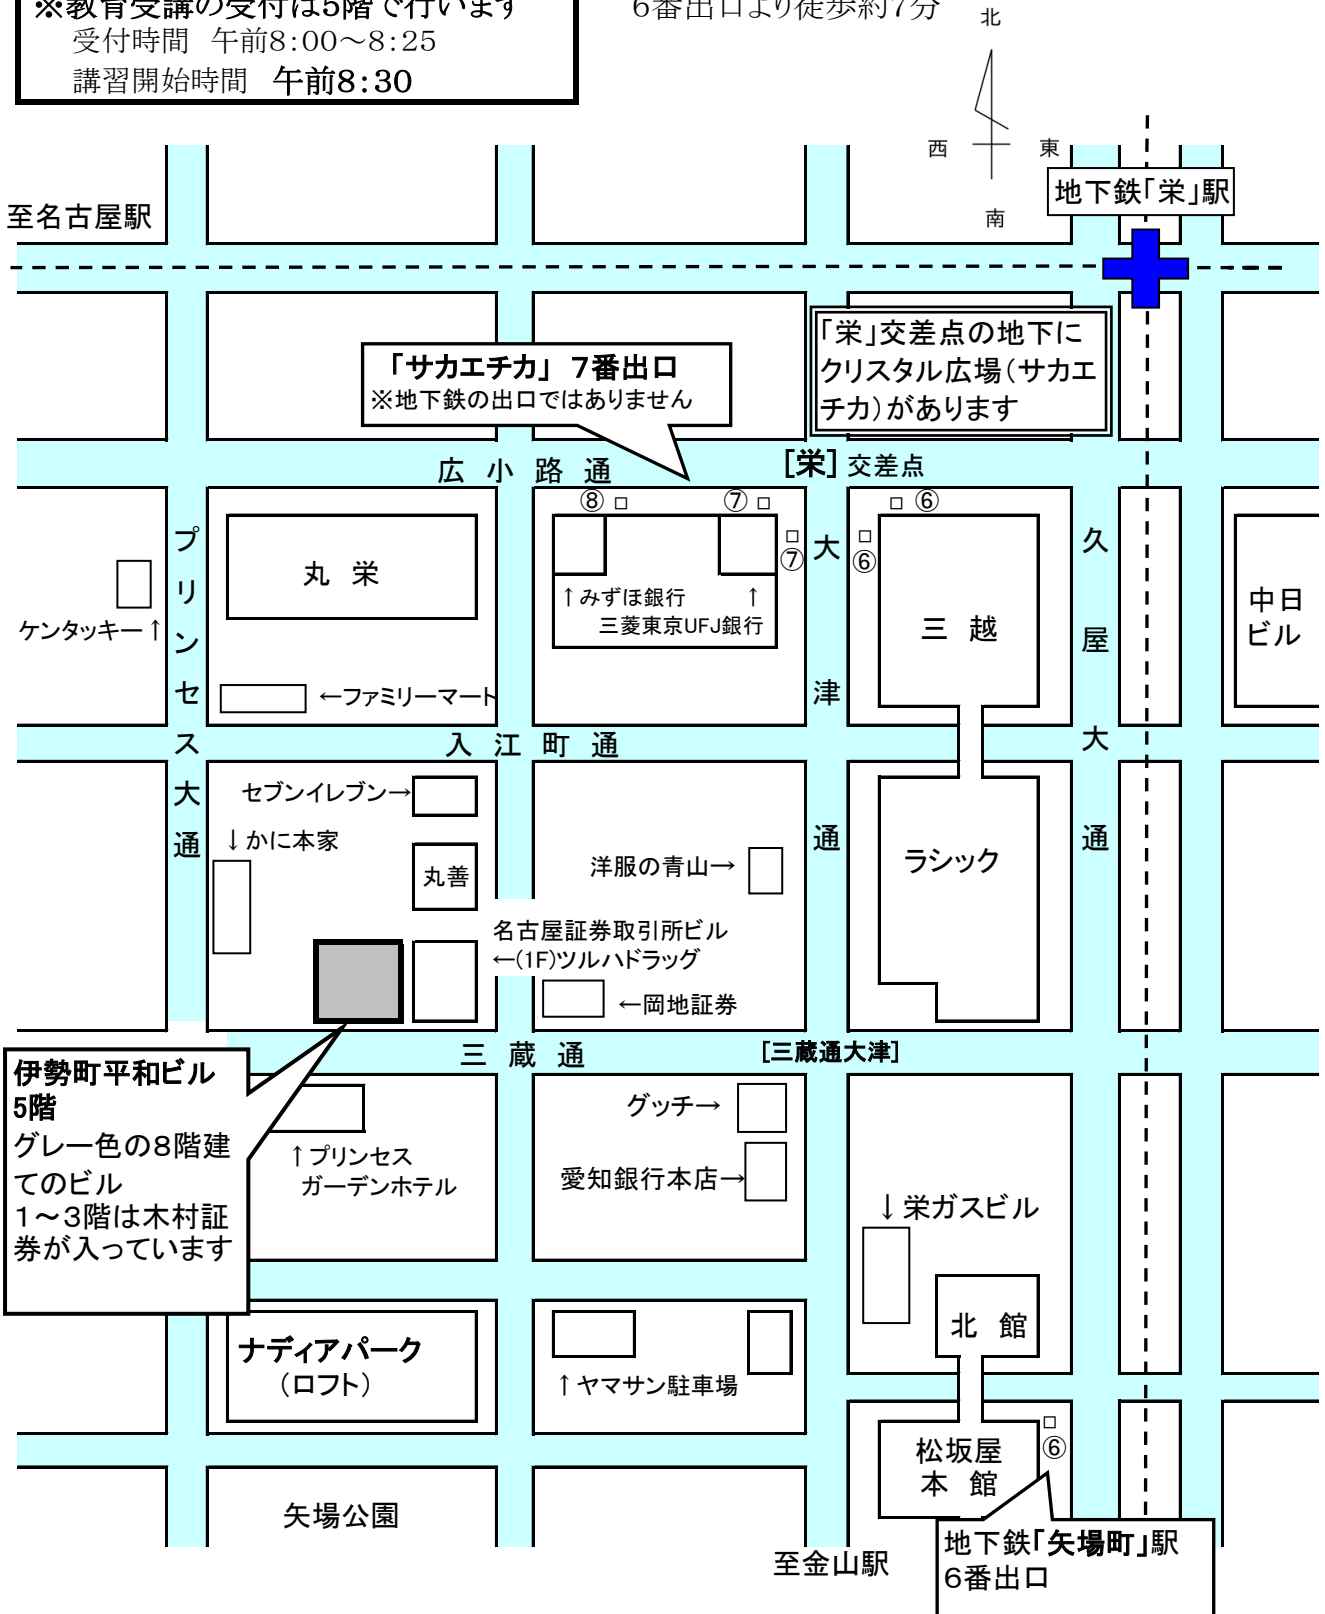 ※教育受講の受付は5階で行います
受付時間　午前8:00～8:25
講習開始時間　午前8:30
6番出口より徒歩約7分
北
西
東
南
地下鉄「栄」駅
至名古屋駅
「栄」交差点の地下に
クリスタル広場(サカエ
チカ)があります
「サカエチカ」 7番出口
※地下鉄の出口ではありません
広小路通
[栄] 交差点
⑧
⑦
⑥
⑦
⑥
プリンセス大通
大津通
久屋大通
丸栄
↑みずほ銀行
↑
三菱東京UFJ銀行
三越
中日
ビル
ケンタッキー↑
←ファミリーマート
入江町通
セブンイレブン→
↓かに本家
丸善
洋服の青山→
ラシック
名古屋証券取引所ビル
←(1F)ツルハドラッグ
←岡地証券
三蔵通
[三蔵通大津]
伊勢町平和ビル
5階
グレー色の8階建
てのビル
1～3階は木村証
券が入っています
↑プリンセス
ガーデンホテル
グッチ→
愛知銀行本店→
↓栄ガスビル
北館
ナディアパーク
(ロフト)
↑ヤマサン駐車場
松坂屋
本館
⑥
矢場公園
至金山駅
地下鉄「矢場町」駅
6番出口